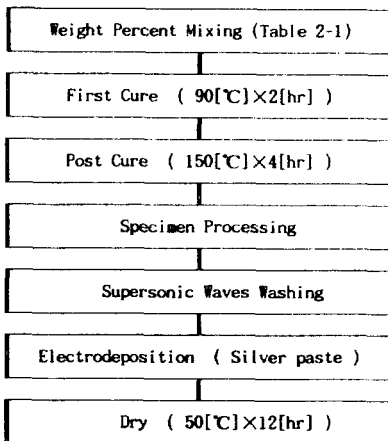 Weight Percent Mixing (Table 2-1)
First Cure ( 90[℃]×2[hr] )
Post Cure ( 150[℃]×4[hr] )
Specimen Processing
Supersonic Waves Washing
Electrodeposition ( Silver paste )
Dry ( 50[℃]×12[hr] )